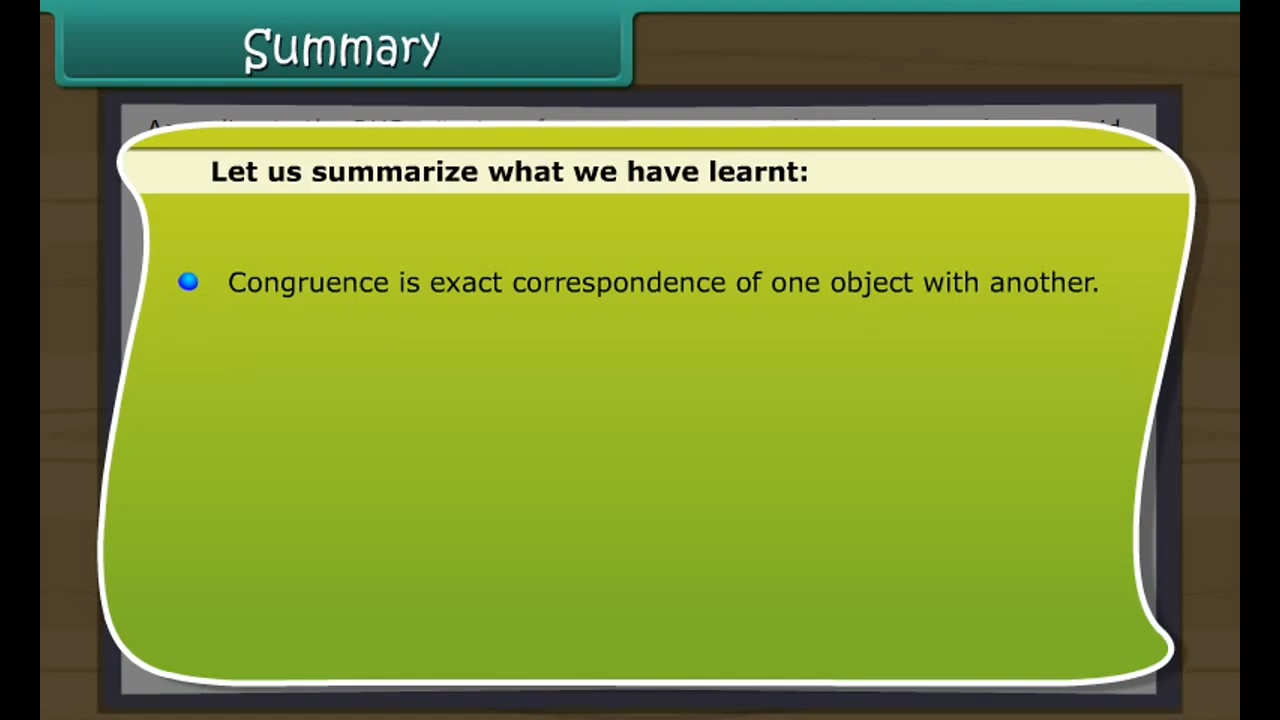 Summary
Let us summarize what we have learnt:
Congruence is exact correspondence of one object with another.